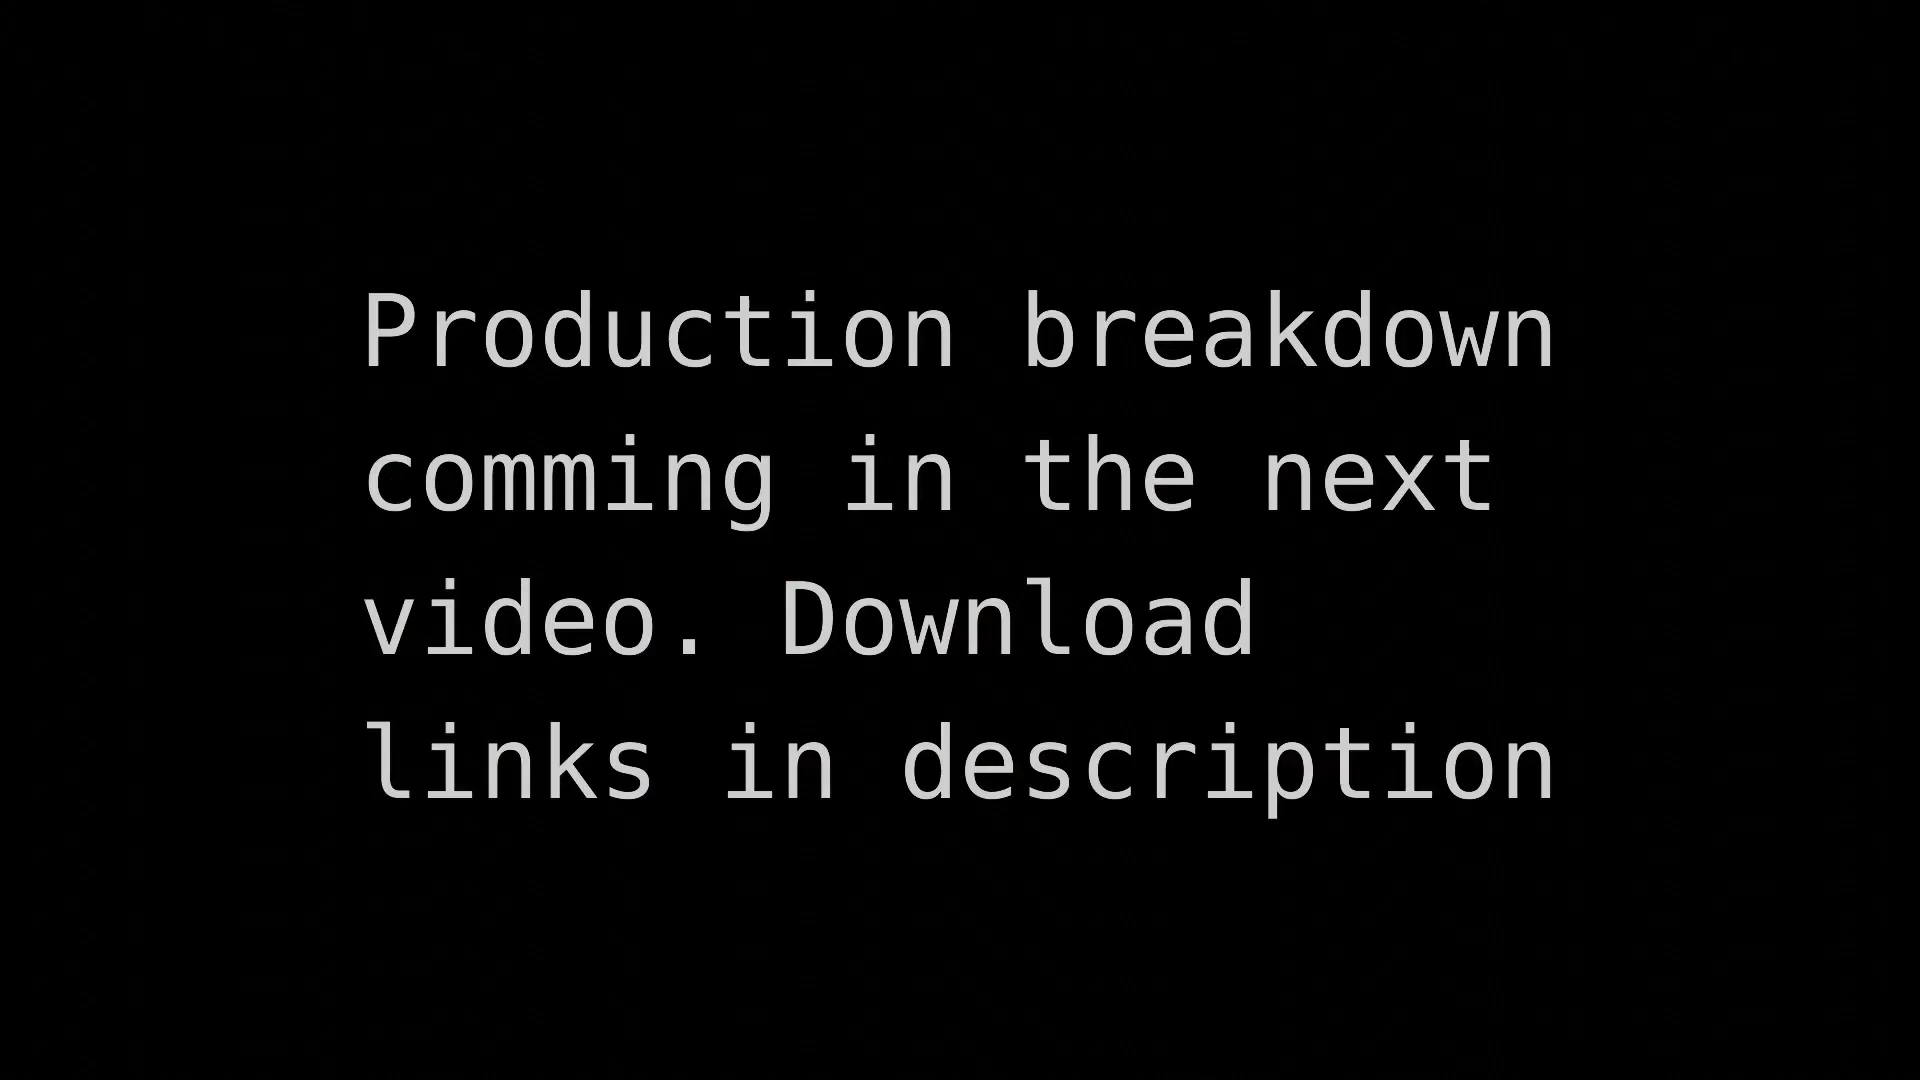 Production breakdown
comming in the next
video. Download
links in description